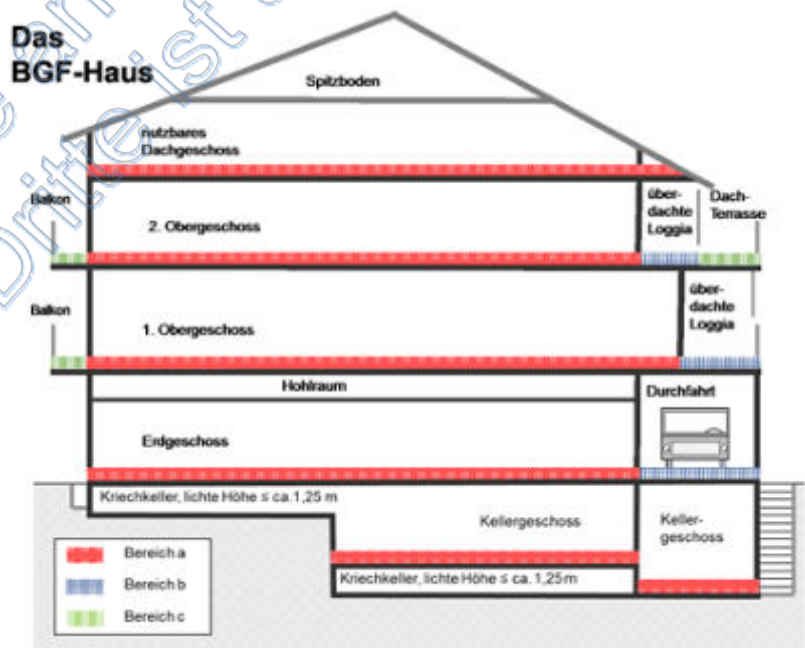 Das
BGF-Haus
Spitzboden
nutzbares
Dachgeschoss
Balkon
2. Obergeschoss
über-
dachte
Loggia
Dach-
Terrasse
Balkon
1. Obergeschoss
über-
dachte
Loggia
Hohlraum
Durchfahrt
Erdgeschoss
Kriechkeller, lichte Höhe ≤ ca.1,25 m
Kellergeschoss
Keller-
geschoss
Kriechkeller, lichte Höhe ≤ ca. 1,25m
Bereich a
Bereich b
Bereich c
Dritte ist